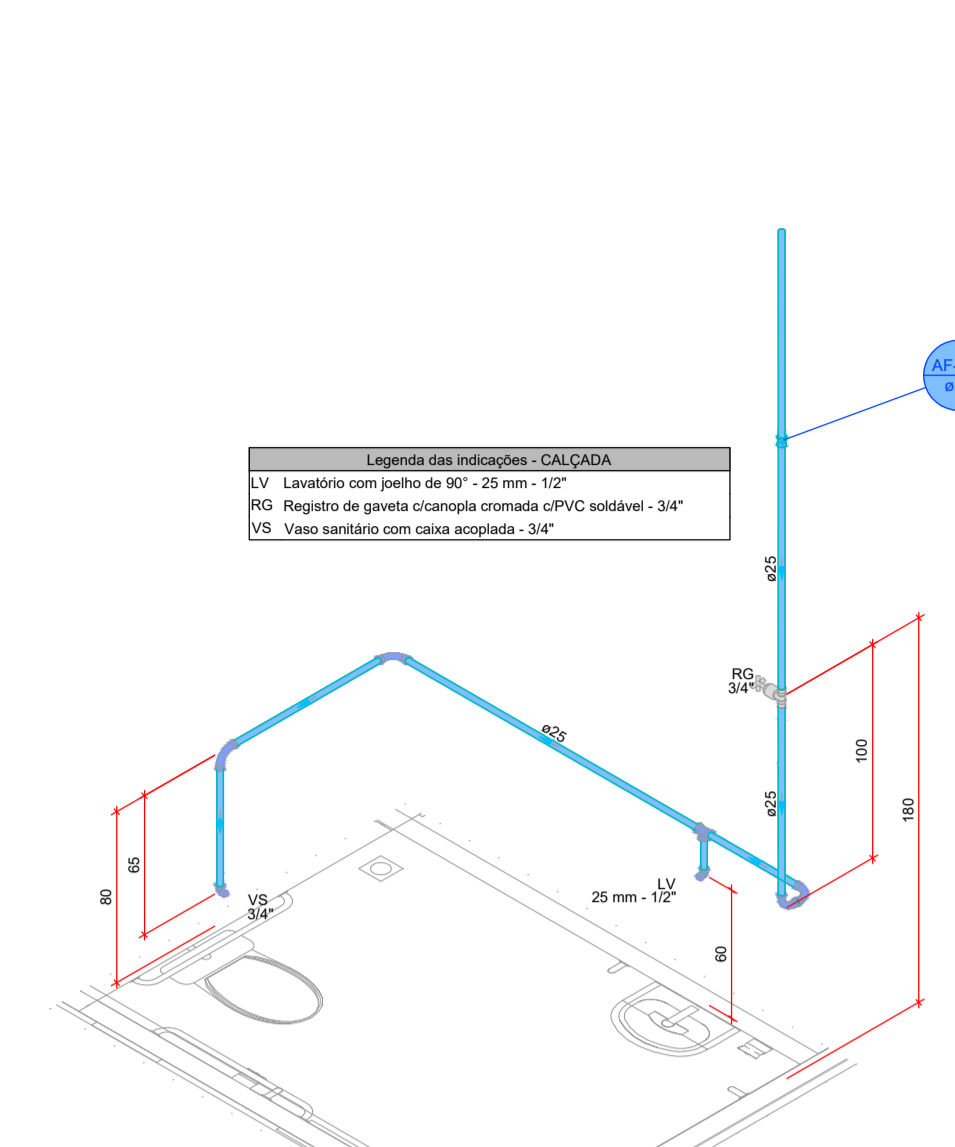 AF-
ø
Legenda das indicações - CALÇADA
LV Lavatório com joelho de 90° - 25 mm - 1/2"
RG Registro de gaveta c/canopla cromada c/PVC soldável - 3/4"
VS Vaso sanitário com caixa acoplada - 3/4"
ø25
RG
3/4"
ø25
100
ø25
180
65
80
LV
25 mm - 1/2"
VS
3/4"
60